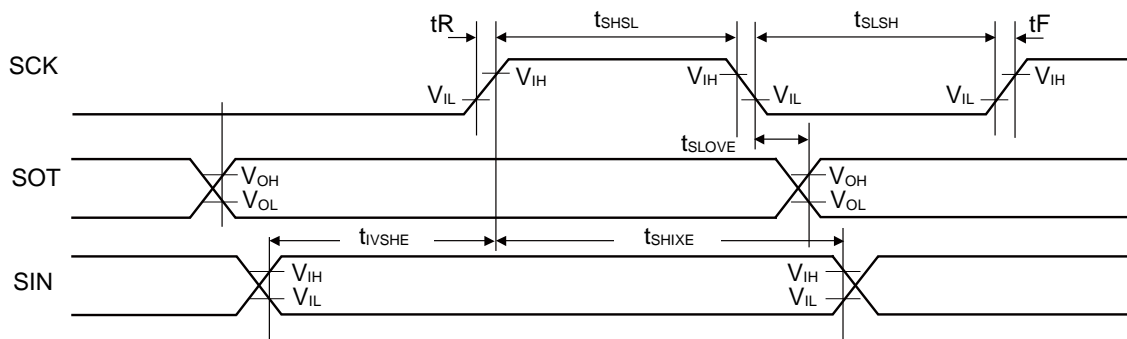 tR tSHSL tSLSH tF
SCK VIH VIH VIH
VIL VIL VIL
tSLOVE
SOT VOH VOH
VOL VOL
tIVSHE tSHIXE
SIN VIH VIH
VIL VIL